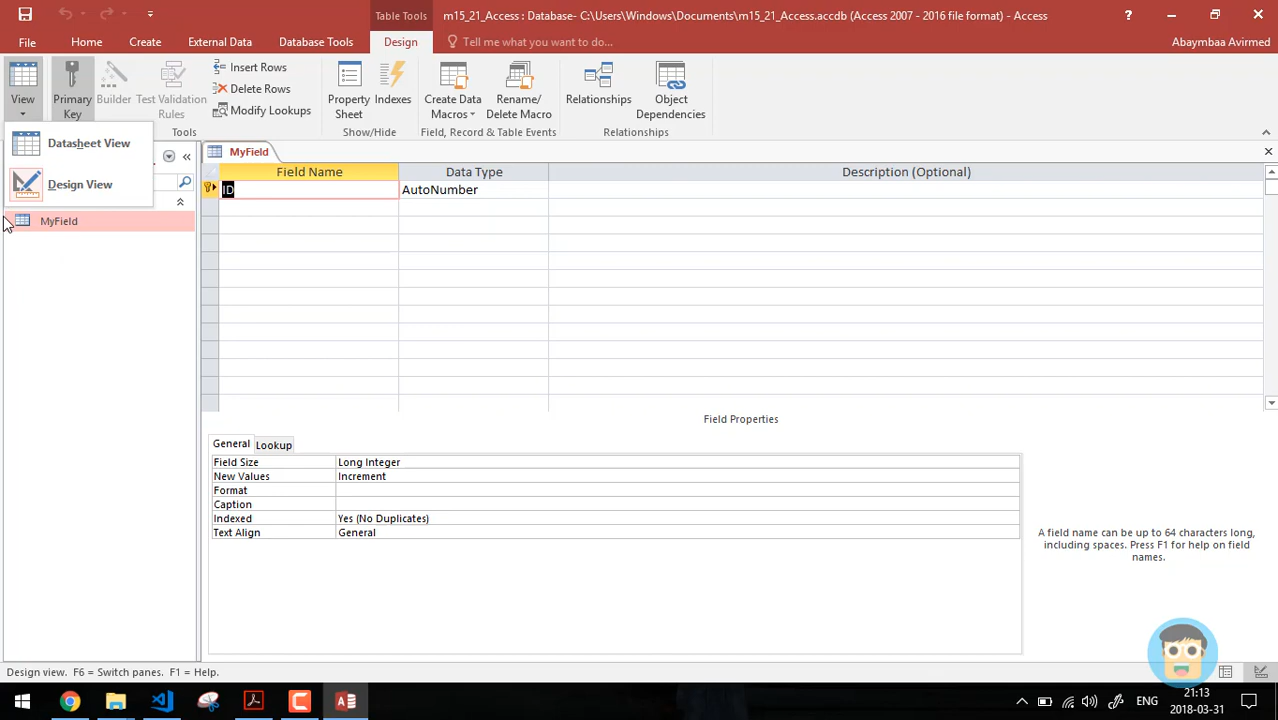 Table Tools
m15_21_Access : Database- C:\Users\Windows\Documents\m15_21_Access.accdb (Access 2007 - 2016 file format) - Access
?
File
Home
Create
External Data
Database Tools
Design
Tell me what you want to do...
Abaymbaa Avirmed
View
Primary Key
Builder
Test Validation Rules
Insert Rows
Delete Rows
Modify Lookups
Property Sheet
Indexes
Create Data Macros
Rename/ Delete Macro
Relationships
Object Dependencies
Tools
Show/Hide
Field, Record & Table Events
Relationships
Datasheet View
Design View
MyField
MyField
Field Name
Data Type
Description (Optional)
ID
AutoNumber
Field Properties
General
Lookup
Field Size
Long Integer
New Values
Increment
Format
Caption
Indexed
Yes (No Duplicates)
Text Align
General
A field name can be up to 64 characters long,
including spaces. Press F1 for help on field
names.
Design view. F6 = Switch panes. F1 = Help.
ENG
21:13
2018-03-31